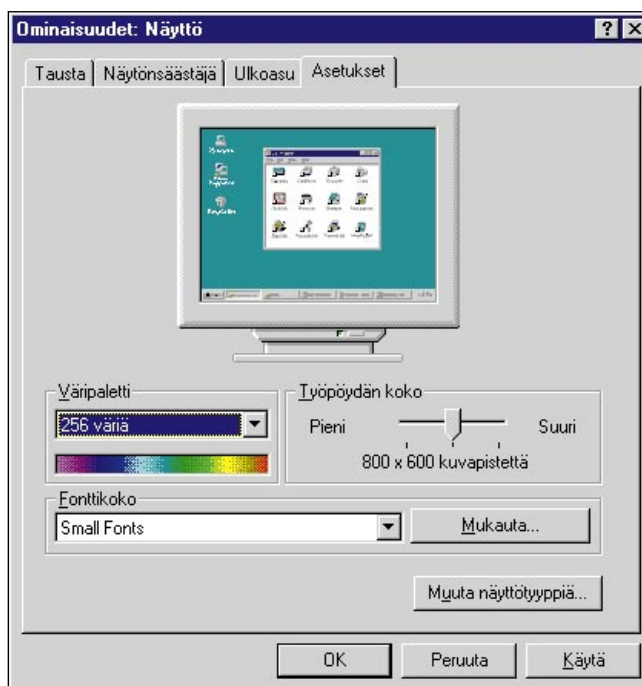 Ominaisuudet: Näyttö
Tausta Näytönsäästäjä Ulkoasu Asetukset
Väripaletti
256 väriä
Työpöydän koko
Pieni Suuri
800 x 600 kuvapistettä
Fonttikoko
Small Fonts
Mukauta...
Muuta näyttötyyppiä...
OK Peruuta Käytä